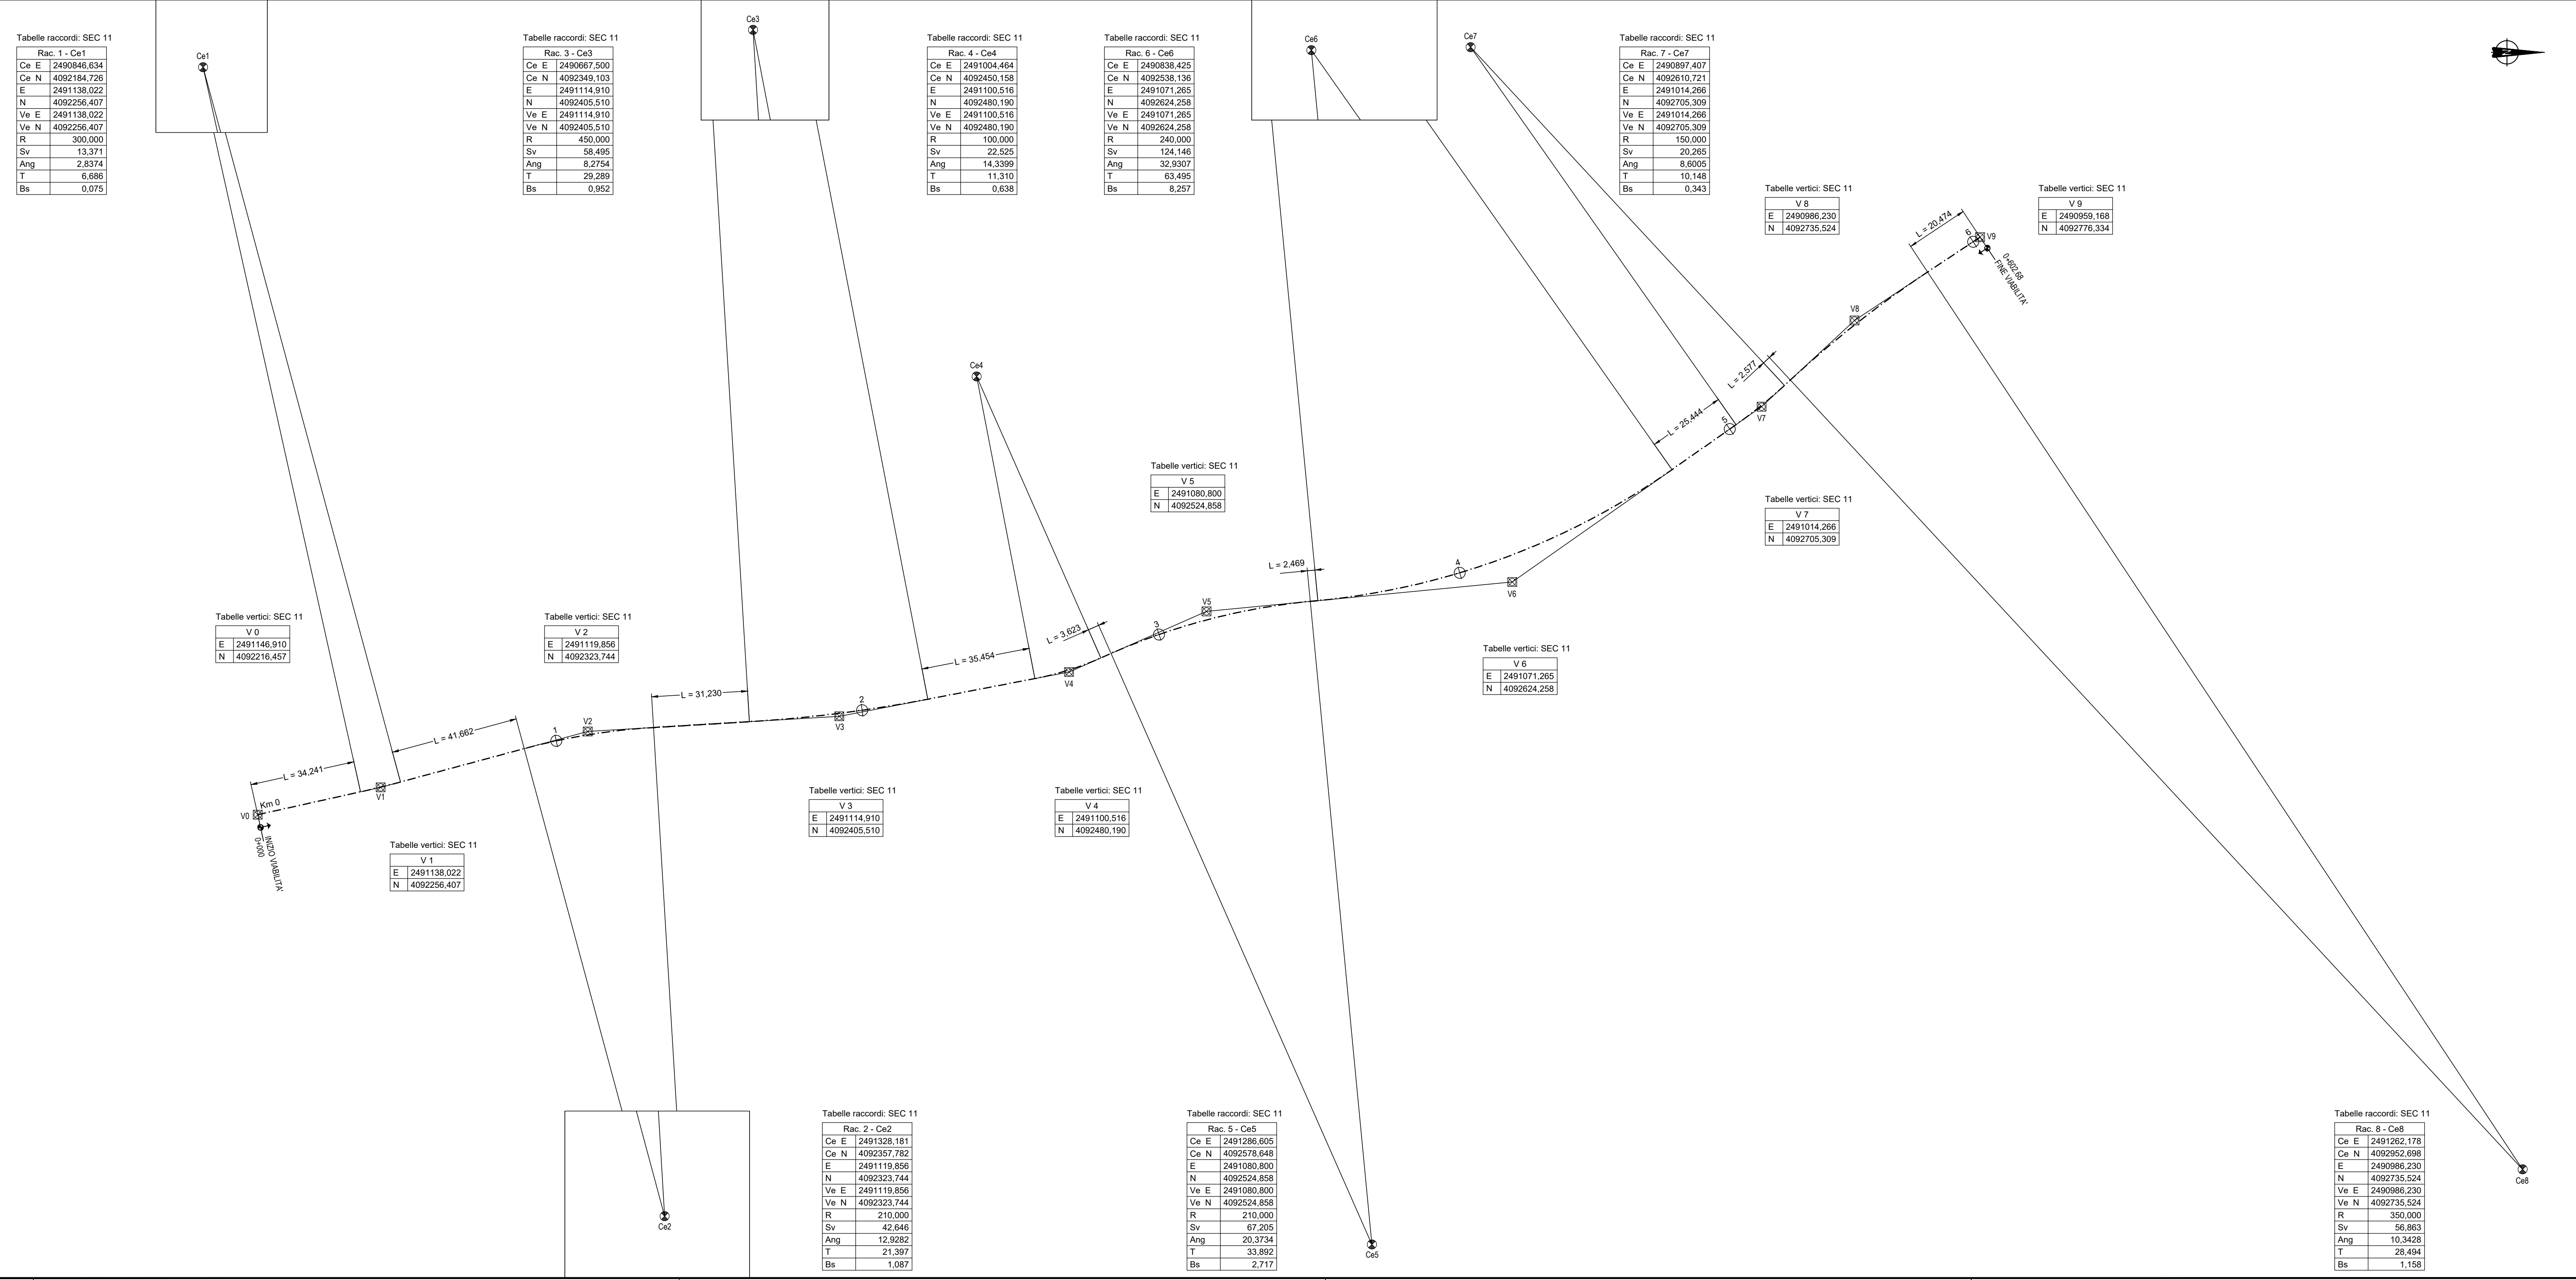 Ce1
Ce3
Ce6
Ce7
Tabelle raccordi: SEC 11
Rac. 1 - Ce1
Ce E 2490846,634
Ce N 4092184,726
E 2491138,022
N 4092256,407
Ve E 2491138,022
Ve N 4092256,407
R 300,000
Sv 13,371
Ang 2,8374
T 6,686
Bs 0,075
Tabelle raccordi: SEC 11
Rac. 3 - Ce3
Ce E 2490667,500
Ce N 4092349,103
E 2491114,910
N 4092405,510
Ve E 2491114,910
Ve N 4092405,510
R 450,000
Sv 58,495
Ang 8,2754
T 29,289
Bs 0,952
Tabelle raccordi: SEC 11
Rac. 4 - Ce4
Ce E 2491004,464
Ce N 4092450,158
E 2491100,516
N 4092480,190
Ve E 2491100,516
Ve N 4092480,190
R 100,000
Sv 22,525
Ang 14,3399
T 11,310
Bs 0,638
Tabelle raccordi: SEC 11
Rac. 6 - Ce6
Ce E 2490838,425
Ce N 4092538,136
E 2491071,265
N 4092624,258
Ve E 2491071,265
Ve N 4092624,258
R 240,000
Sv 124,146
Ang 32,9307
T 63,495
Bs 8,257
Tabelle raccordi: SEC 11
Rac. 7 - Ce7
Ce E 2490897,407
Ce N 4092610,721
E 2491014,266
N 4092705,309
Ve E 2491014,266
Ve N 4092705,309
R 150,000
Sv 20,265
Ang 8,6005
T 10,148
Bs 0,343
Tabelle vertici: SEC 11
V 8
E 2490986,230
N 4092735,524
Tabelle vertici: SEC 11
V 9
E 2490959,168
N 4092776,334
L = 20,474
6
V9
0+602.68
FINE VIABILITA'
V8
Ce4
L = 2,577
V7
5
L = 25,444
Tabelle vertici: SEC 11
V 5
E 2491080,800
N 4092524,858
Tabelle vertici: SEC 11
V 7
E 2491014,266
N 4092705,309
L = 2,469
4
V6
V5
3
L = 3,623
V4
L = 35,454
Tabelle vertici: SEC 11
V 0
E 2491146,910
N 4092216,457
Tabelle vertici: SEC 11
V 2
E 2491119,856
N 4092323,744
Tabelle vertici: SEC 11
V 6
E 2491071,265
N 4092624,258
L = 31,230
2
V3
V2
1
L = 41,662
L = 34,241
V1
Km 0
V0
0+000
INIZIO VIABILITA'
Tabelle vertici: SEC 11
V 3
E 2491114,910
N 4092405,510
Tabelle vertici: SEC 11
V 4
E 2491100,516
N 4092480,190
Tabelle vertici: SEC 11
V 1
E 2491138,022
N 4092256,407
Ce2
Tabelle raccordi: SEC 11
Rac. 2 - Ce2
Ce E 2491328,181
Ce N 4092357,782
E 2491119,856
N 4092323,744
Ve E 2491119,856
Ve N 4092323,744
R 210,000
Sv 42,646
Ang 12,9282
T 21,397
Bs 1,087
Tabelle raccordi: SEC 11
Rac. 5 - Ce5
Ce E 2491286,605
Ce N 4092578,648
E 2491080,800
N 4092524,858
Ve E 2491080,800
Ve N 4092524,858
R 210,000
Sv 67,205
Ang 20,3734
T 33,892
Bs 2,717
Ce5
Tabelle raccordi: SEC 11
Rac. 8 - Ce8
Ce E 2491262,178
Ce N 4092952,698
E 2490986,230
N 4092735,524
Ve E 2490986,230
Ve N 4092735,524
R 350,000
Sv 56,863
Ang 10,3428
T 28,494
Bs 1,158
Ce8